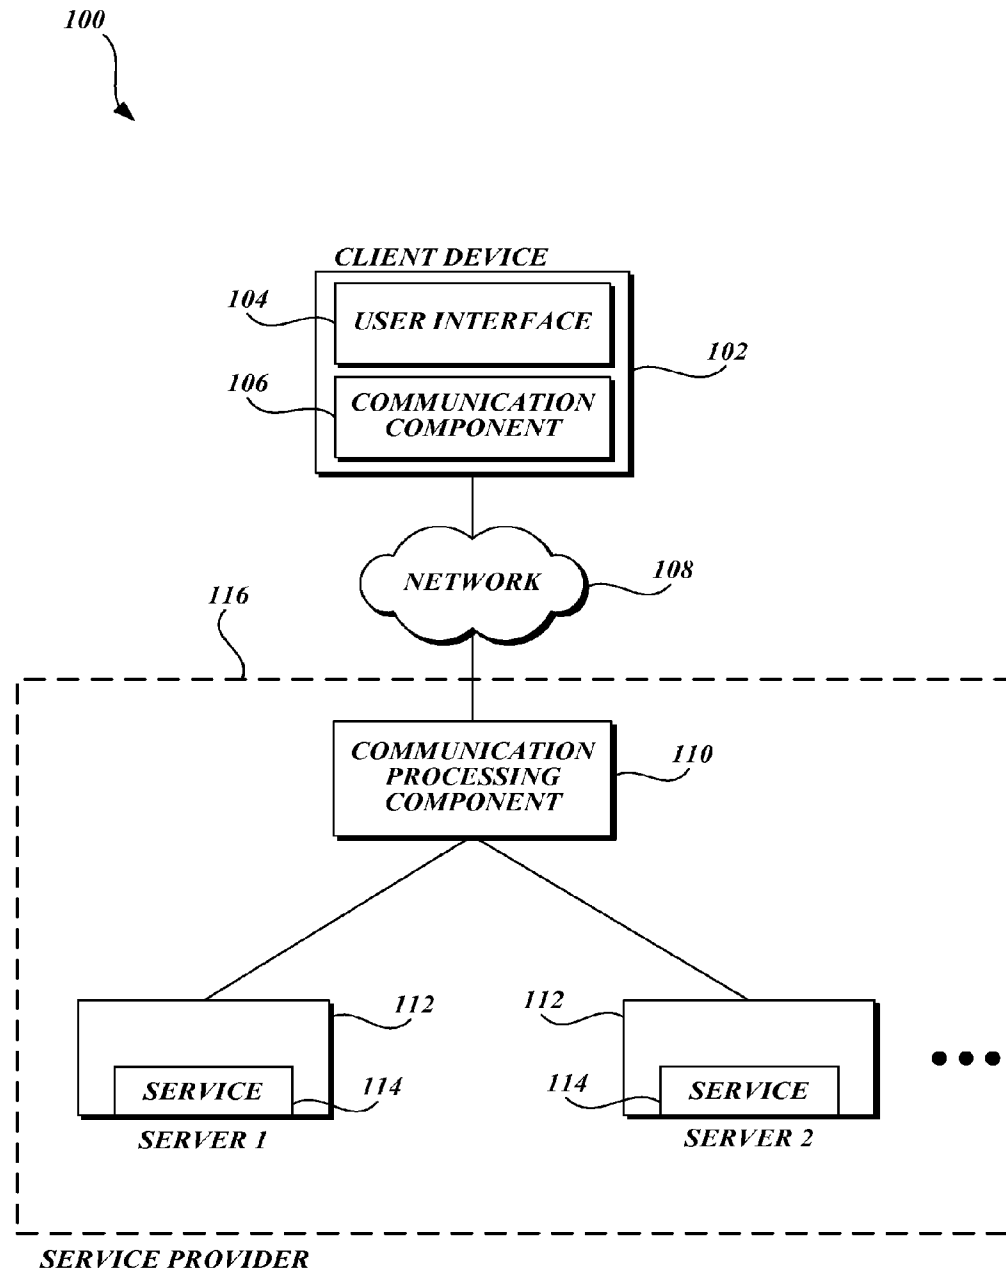 100
CLIENT DEVICE
104
USER INTERFACE
102
106
COMMUNICATION
COMPONENT
NETWORK
108
116
COMMUNICATION
PROCESSING
COMPONENT
110
112
112
SERVICE
114
114
SERVICE
SERVER 1
SERVER 2
SERVICE PROVIDER